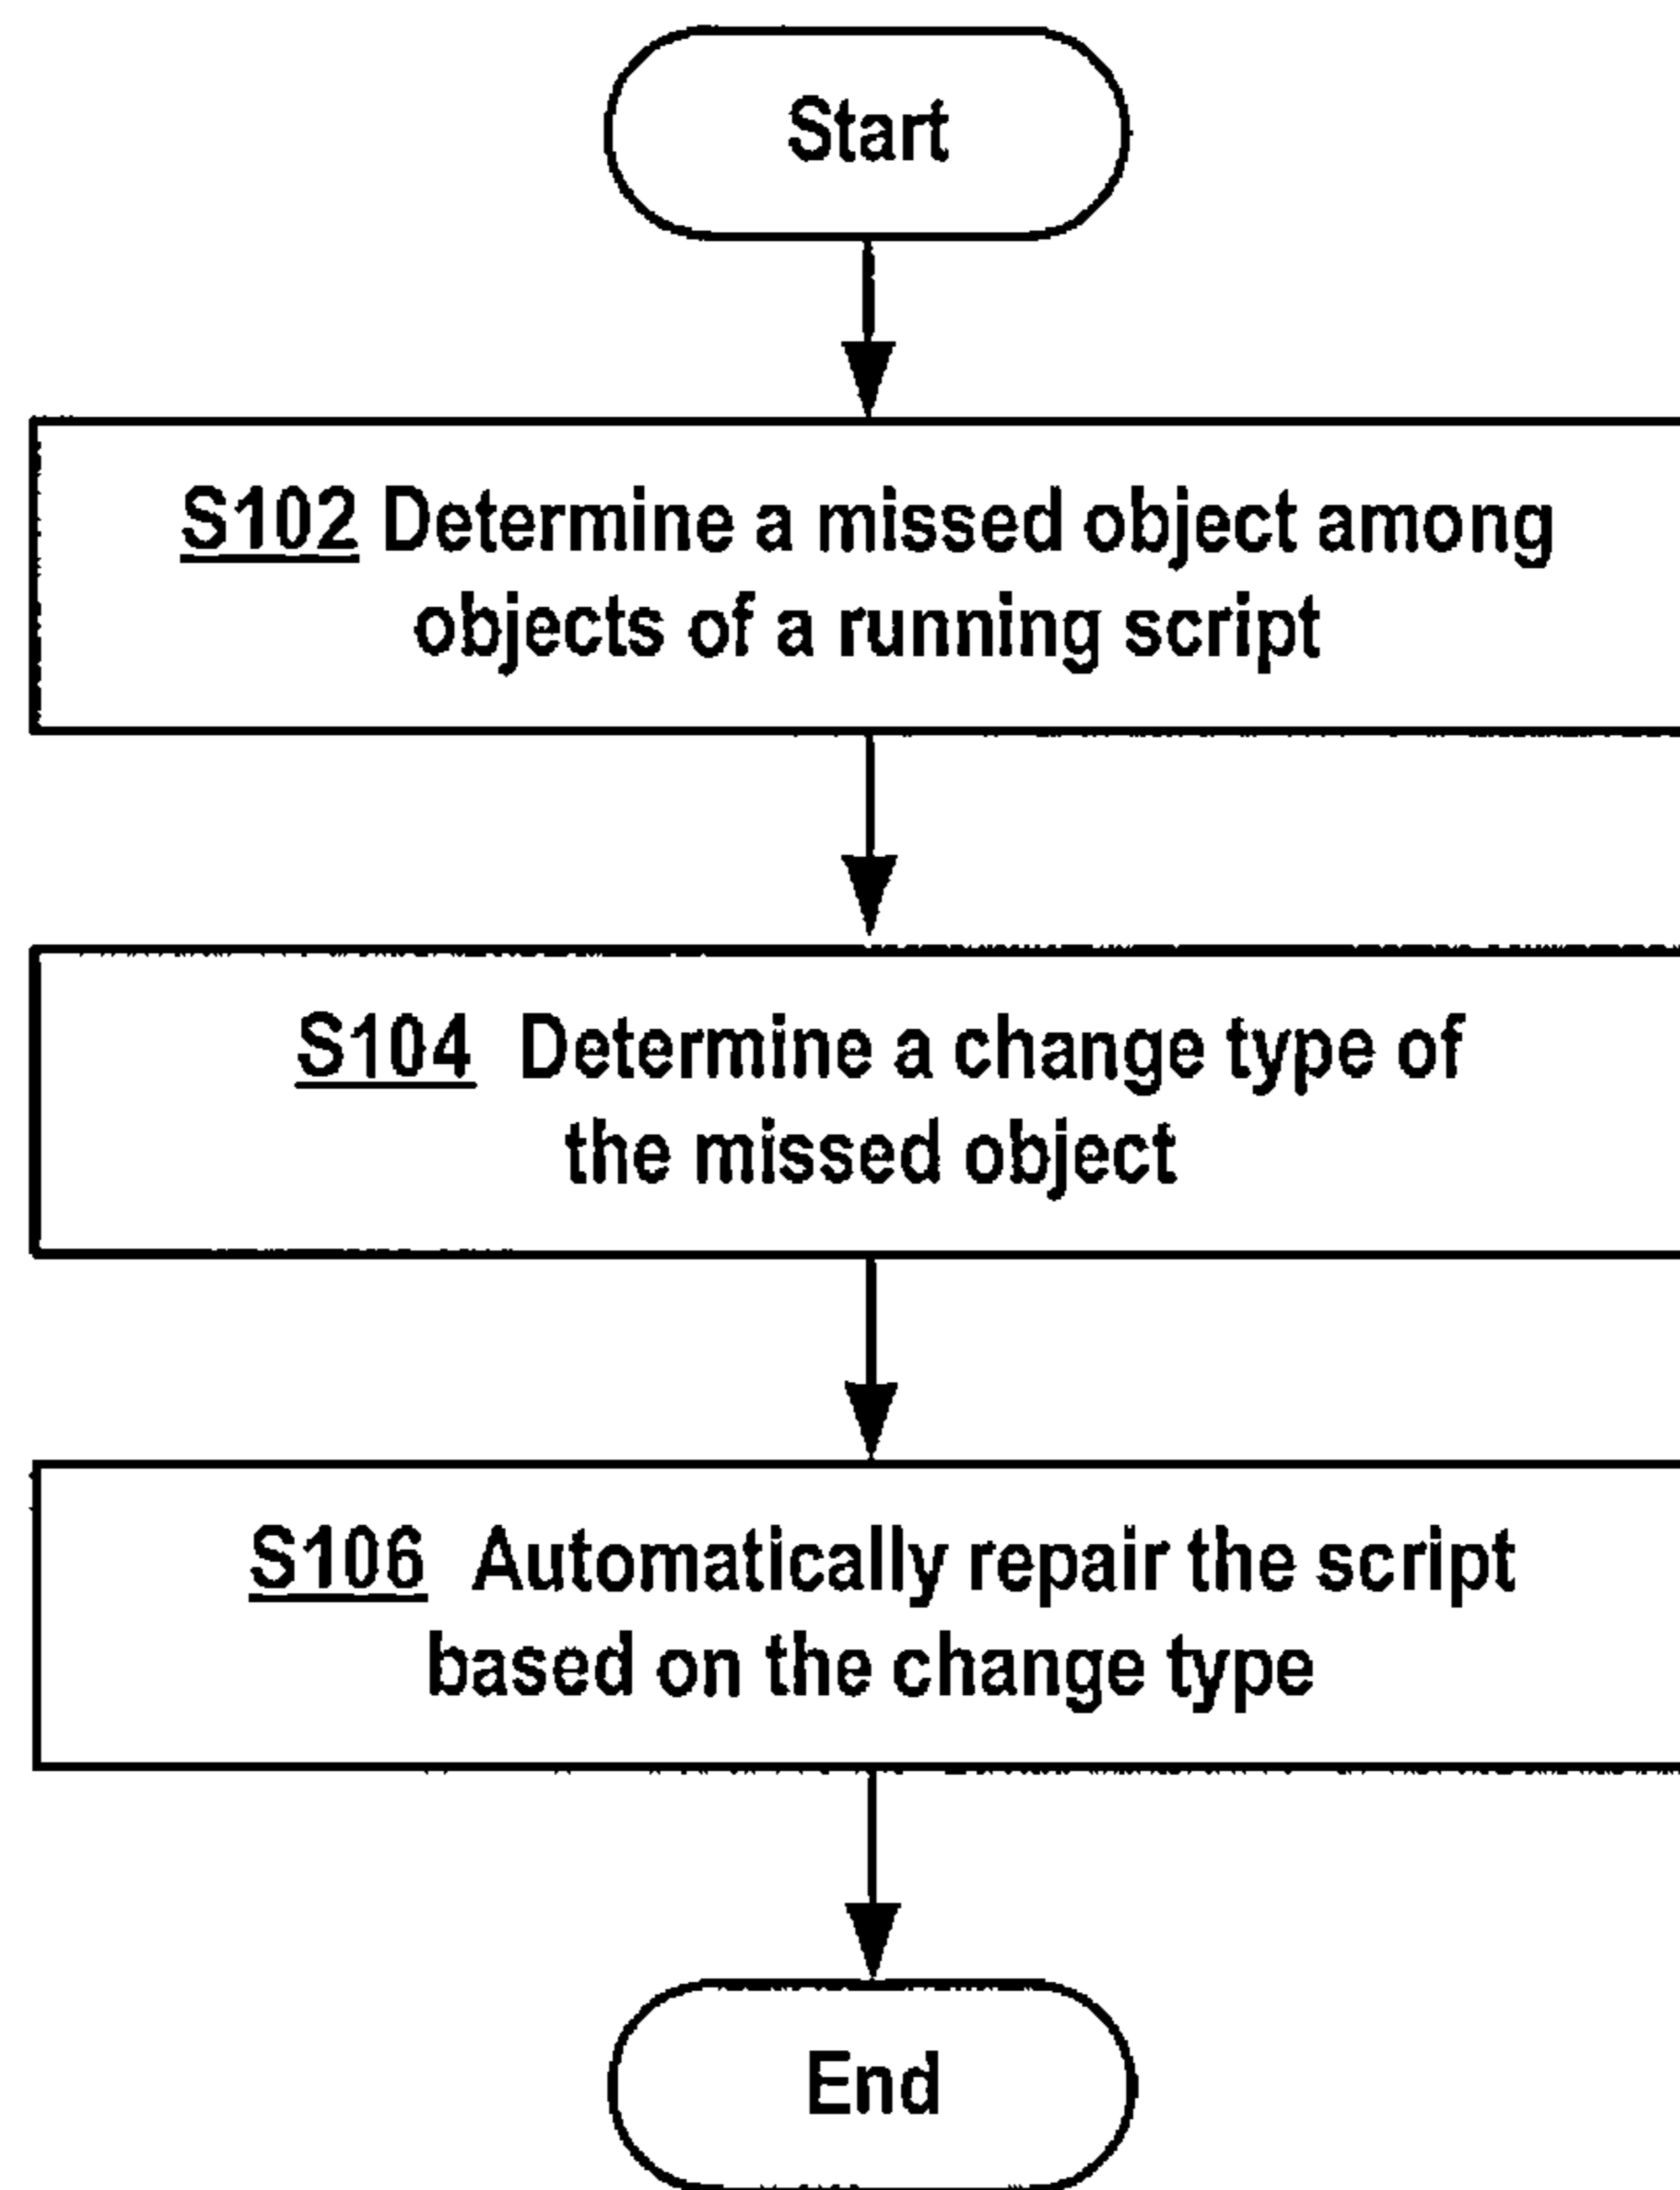 Start
S102 Determine a missed object among
objects of a running script
S104 Determine a change type of
the missed object
S106 Automatically repair the script
based on the change type
End